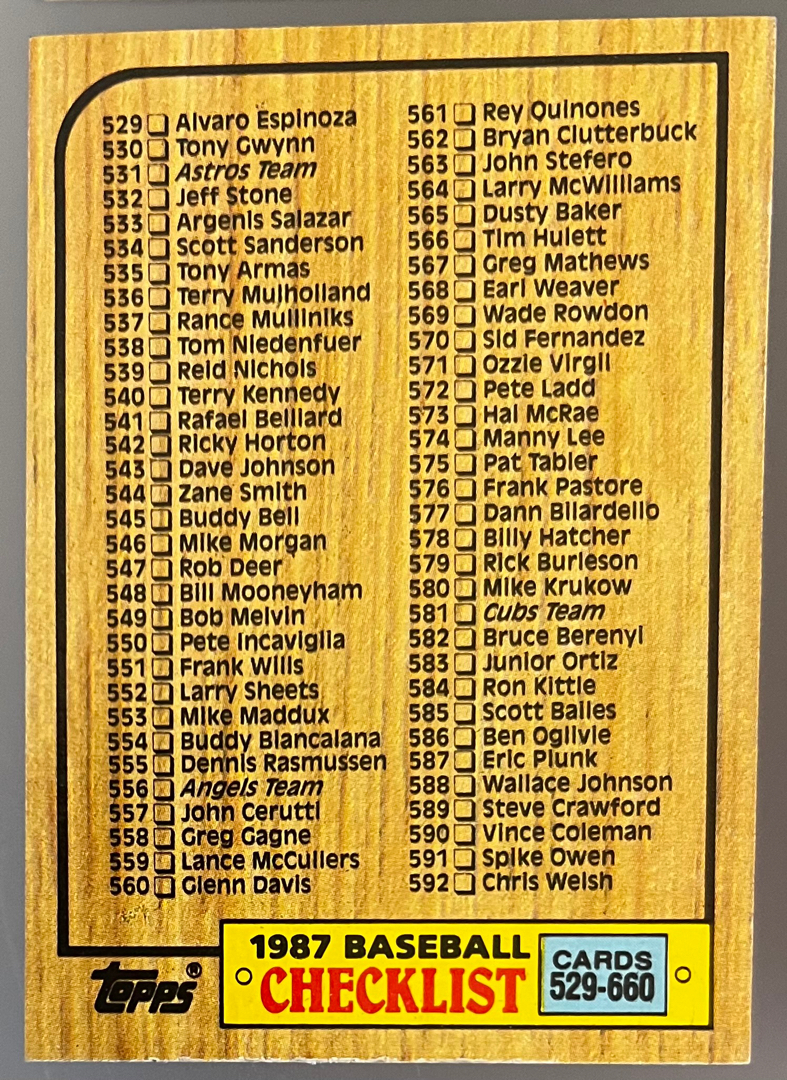 529 Alvaro Espinoza
530 Tony Gwynn
531 Astros Team
532 Jeff Stone
533 Argenis Salazar
534 Scott Sanderson
535 Tony Armas
536 Terry Mulholland
537 Rance Mulliniks
538 Tom Niedenfuer
539 Reid Nichols
540 Terry Kennedy
541 Rafael Belliard
542 Ricky Horton
543 Dave Johnson
544 Zane Smith
545 Buddy Bell
546 Mike Morgan
547 Rob Deer
548 Bill Mooneyham
549 Bob Melvin
550 Pete Incaviglia
551 Frank Wills
552 Larry Sheets
553 Mike Maddux
554 Buddy Biancalana
555 Dennis Rasmussen
556 Angels Team
557 John Cerutti
558 Greg Gagne
559 Lance McCullers
560 Glenn Davis
561 Rey Quinones
562 Bryan Clutterbuck
563 John Stefero
564 Larry McWilliams
565 Dusty Baker
566 Tim Hulett
567 Greg Mathews
568 Earl Weaver
569 Wade Rowdon
570 Sid Fernandez
571 Ozzie Virgil
572 Pete Ladd
573 Hal McRae
574 Manny Lee
575 Pat Tabler
576 Frank Pastore
577 Dann Bilardello
578 Billy Hatcher
579 Rick Burleson
580 Mike Krukow
581 Cubs Team
582 Bruce Berenyi
583 Junior Ortiz
584 Ron Kittle
585 Scott Bailes
586 Ben Oglivie
587 Eric Plunk
588 Wallace Johnson
589 Steve Crawford
590 Vince Coleman
591 Spike Owen
592 Chris Welsh
topps®
1987 BASEBALL
CHECKLIST
CARDS
529-660